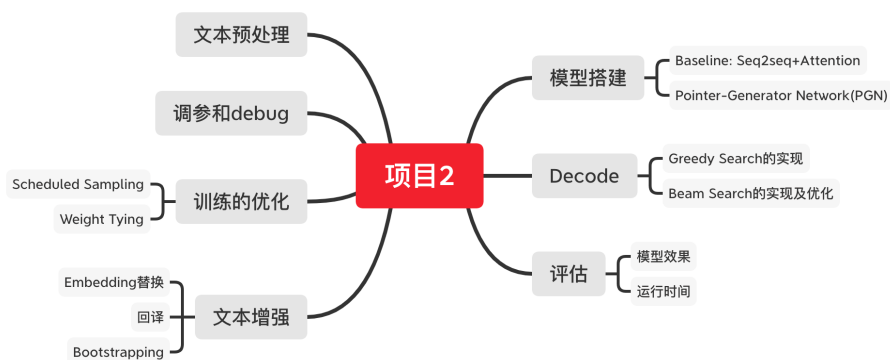 项目2
文本预处理
调参和debug
训练的优化
Scheduled Sampling
Weight Tying
文本增强
Embedding替换
回译
Bootstrapping
模型搭建
Baseline: Seq2seq+Attention
Pointer-Generator Network(PGN)
Decode
Greedy Search的实现
Beam Search的实现及优化
评估
模型效果
运行时间